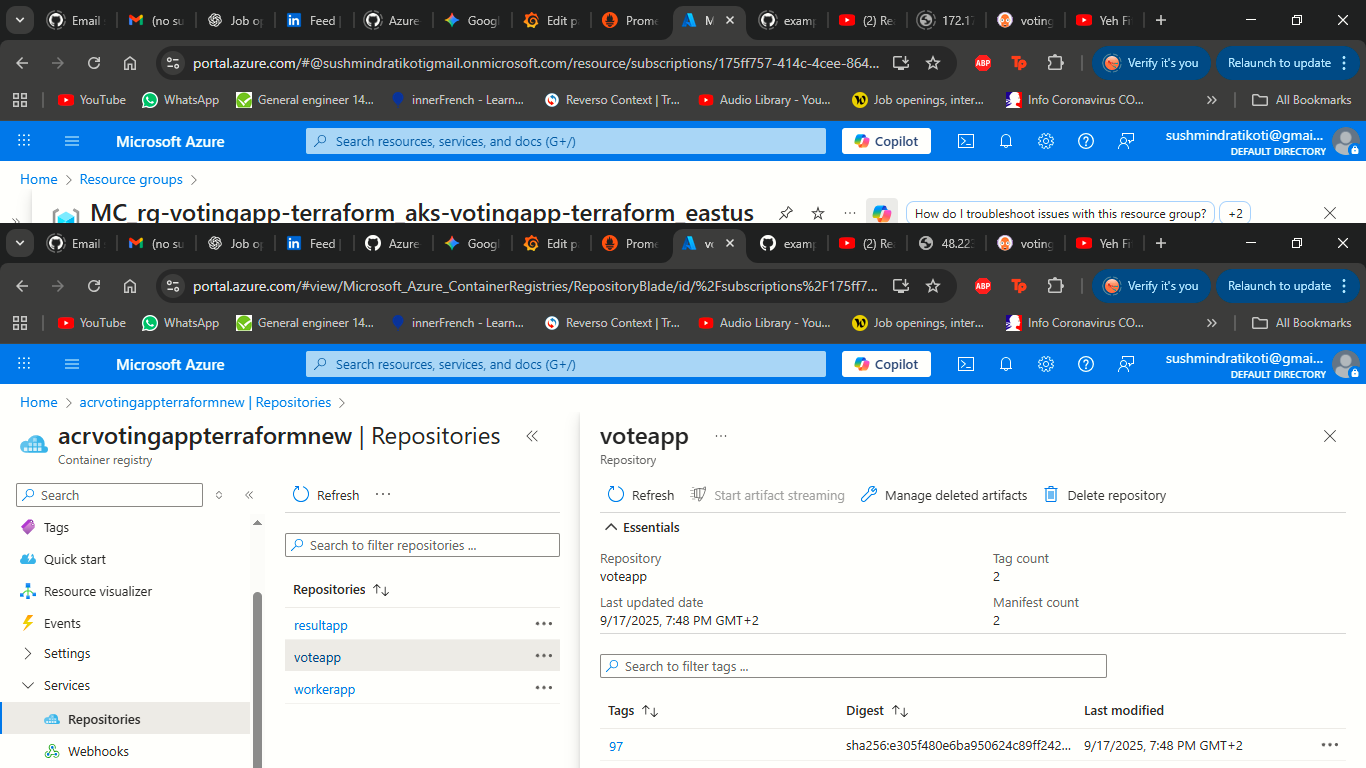 Email (no su Job op Feed Azure Googl Edit pa Prome M examp (2) Rea 172.17 voting Yeh Fi
portal.azure.com/#@sushmindratikotigmail.onmicrosoft.com/resource/subscriptions/175ff757-414c-4cee-864... ABP Tp Verify it's you Relaunch to update
YouTube WhatsApp General engineer 14... innerFrench - Learn... Reverso Context | Tr... Audio Library - You... Job openings, inter... Info Coronavirus CO... » All Bookmarks
Microsoft Azure Search resources, services, and docs (G+/) Copilot sushmindratikoti@gmai...
DEFAULT DIRECTORY
Home > Resource groups >
MC_rg-votingapp-terraform_aks-votingapp-terraform_eastus ... How do I troubleshoot issues with this resource group? +2
Email (no su Job op Feed Azure Googl Edit pa Prome vo examp (2) Rea 48.223 voting Yeh Fi
portal.azure.com/#view/Microsoft_Azure_ContainerRegistries/RepositoryBlade/id/%2Fsubscriptions%2F175ff7... ABP Tp Verify it's you Relaunch to update
YouTube WhatsApp General engineer 14... innerFrench - Learn... Reverso Context | Tr... Audio Library - You... Job openings, inter... Info Coronavirus CO... » All Bookmarks
Microsoft Azure Search resources, services, and docs (G+/) Copilot sushmindratikoti@gmai...
DEFAULT DIRECTORY
Home > acrvotingappterraformnew | Repositories >
acrvotingappterraformnew | Repositories «
Container registry
Search «
Tags
Quick start
Resource visualizer
Events
Settings
Services
Repositories
Webhooks
Refresh ...
Search to filter repositories ...
Repositories
resultapp ...
voteapp ...
workerapp ...
voteapp ...
Repository
Refresh Start artifact streaming Manage deleted artifacts Delete repository
Essentials
Repository
voteapp
Last updated date
9/17/2025, 7:48 PM GMT+2
Tag count
2
Manifest count
2
Search to filter tags ...
Tags Digest Last modified
97 sha256:e305f480e6ba950624c89ff242... 9/17/2025, 7:48 PM GMT+2 ...